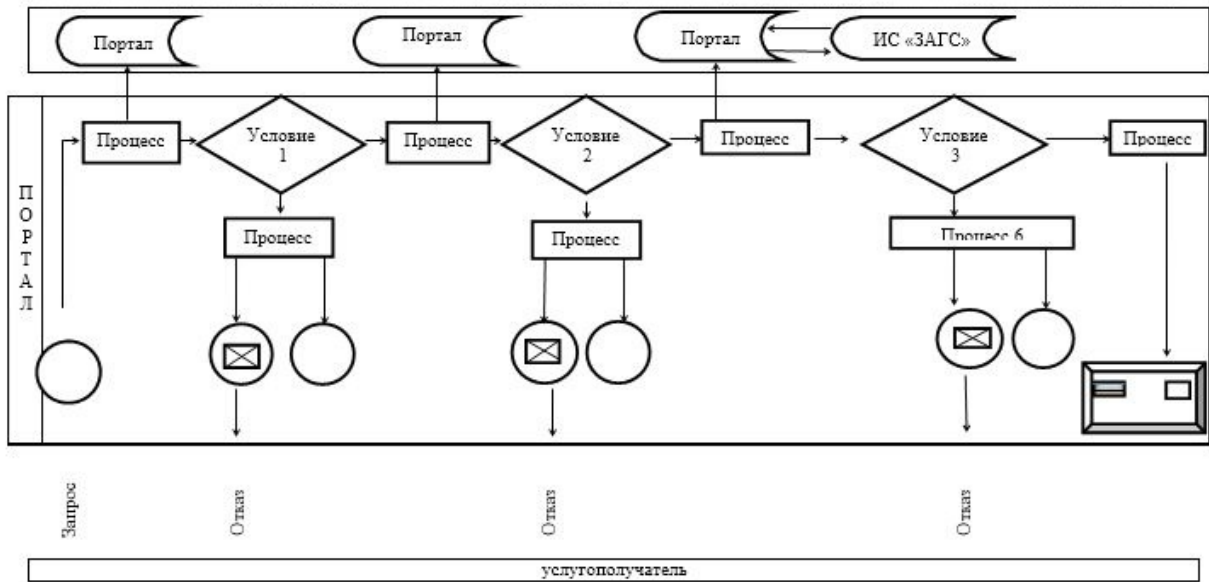 Портал
Портал
Портал
ИС «ЗАГС»
Процесс
Условие
1
Процесс
Условие
2
Процесс
Условие
3
Процесс
ПОРТАЛ
Процесс
Процесс
Процесс 6
Запрос
Отказ
Отказ
Отказ
услугополучатель